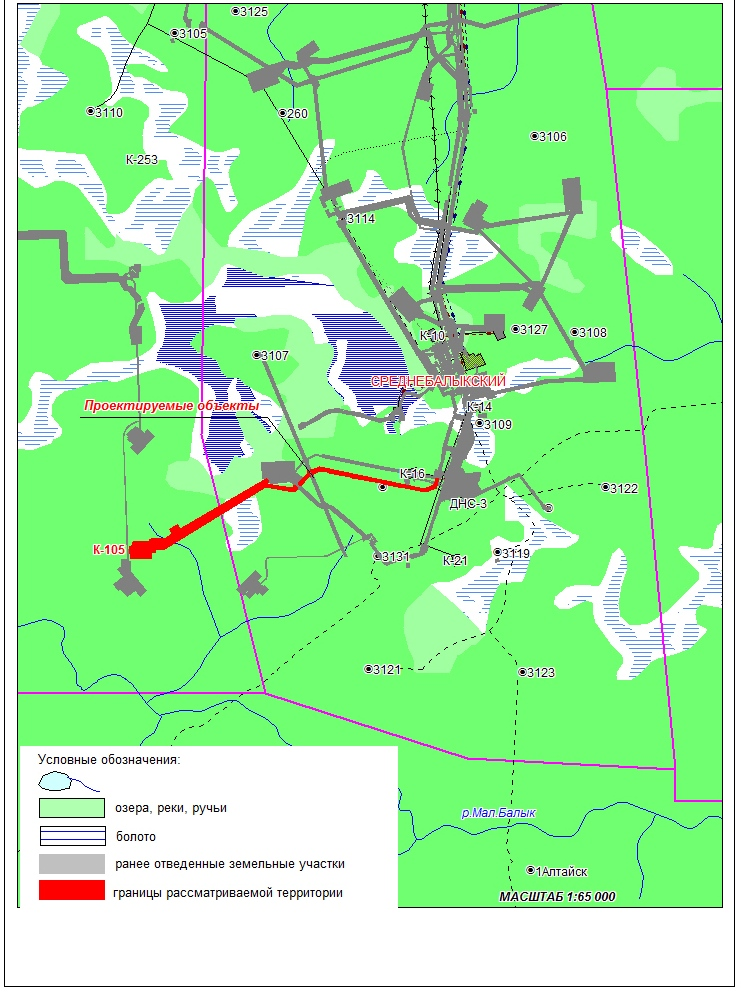 3125
3105
3110
260
3106
К-253
3114
К-10
3127
3108
3107
СРЕДНЕБАЛЫКСКИЙ
Проектируемые объекты
К-14
3109
К-16
3122
ДНС-3
К-105
3131
К-21
3119
3121
3123
Условные обозначения:
озера, реки, ручьи
болото
ранее отведенные земельные участки
границы рассматриваемой территории
р.Мал.Балык
1Алтайск
МАСШТАБ 1:65 000